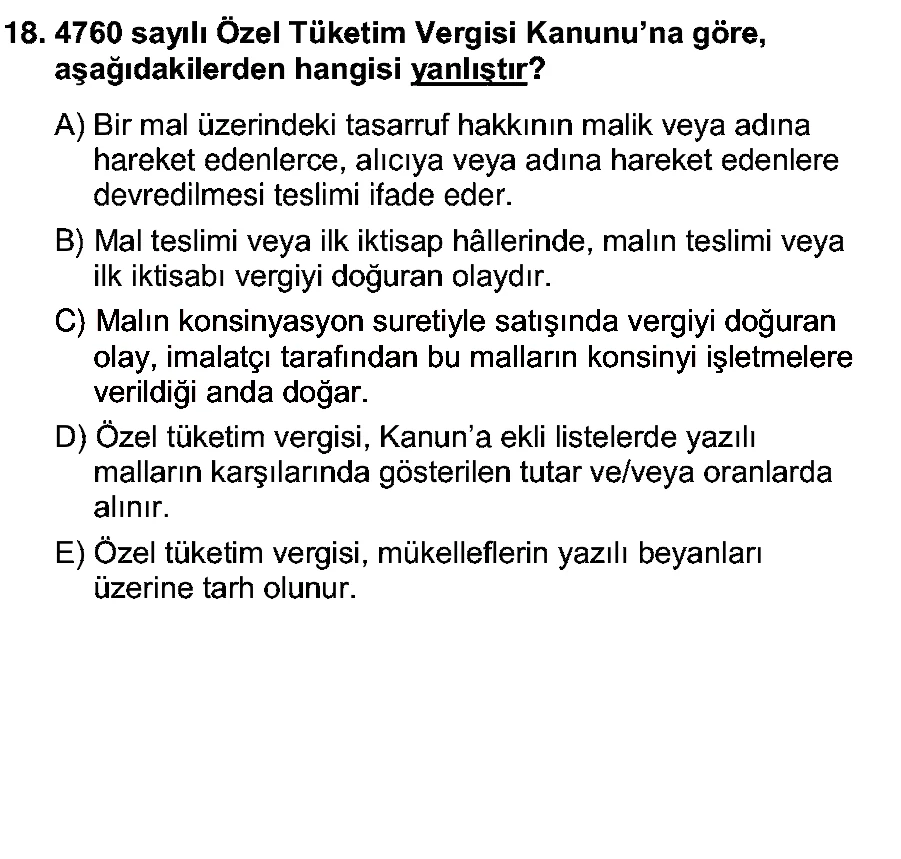 18. 4760 sayılı Özel Tüketim Vergisi Kanunu’na göre,
aşağıdakilerden hangisi yanlıştır?
A) Bir mal üzerindeki tasarruf hakkının malik veya adına
hareket edenlerce, alıcıya veya adına hareket edenlere
devredilmesi teslimi ifade eder.
B) Mal teslimi veya ilk iktisap hâllerinde, malın teslimi veya
ilk iktisabı vergiyi doğuran olaydır.
C) Malın konsinyasyon suretiyle satışında vergiyi doğuran
olay, imalatçı tarafından bu malların konsinyi işletmelere
verildiği anda doğar.
D) Özel tüketim vergisi, Kanun’a ekli listelerde yazılı
malların karşılarında gösterilen tutar ve/veya oranlarda
alınır.
E) Özel tüketim vergisi, mükelleflerin yazılı beyanları
üzerine tarh olunur.